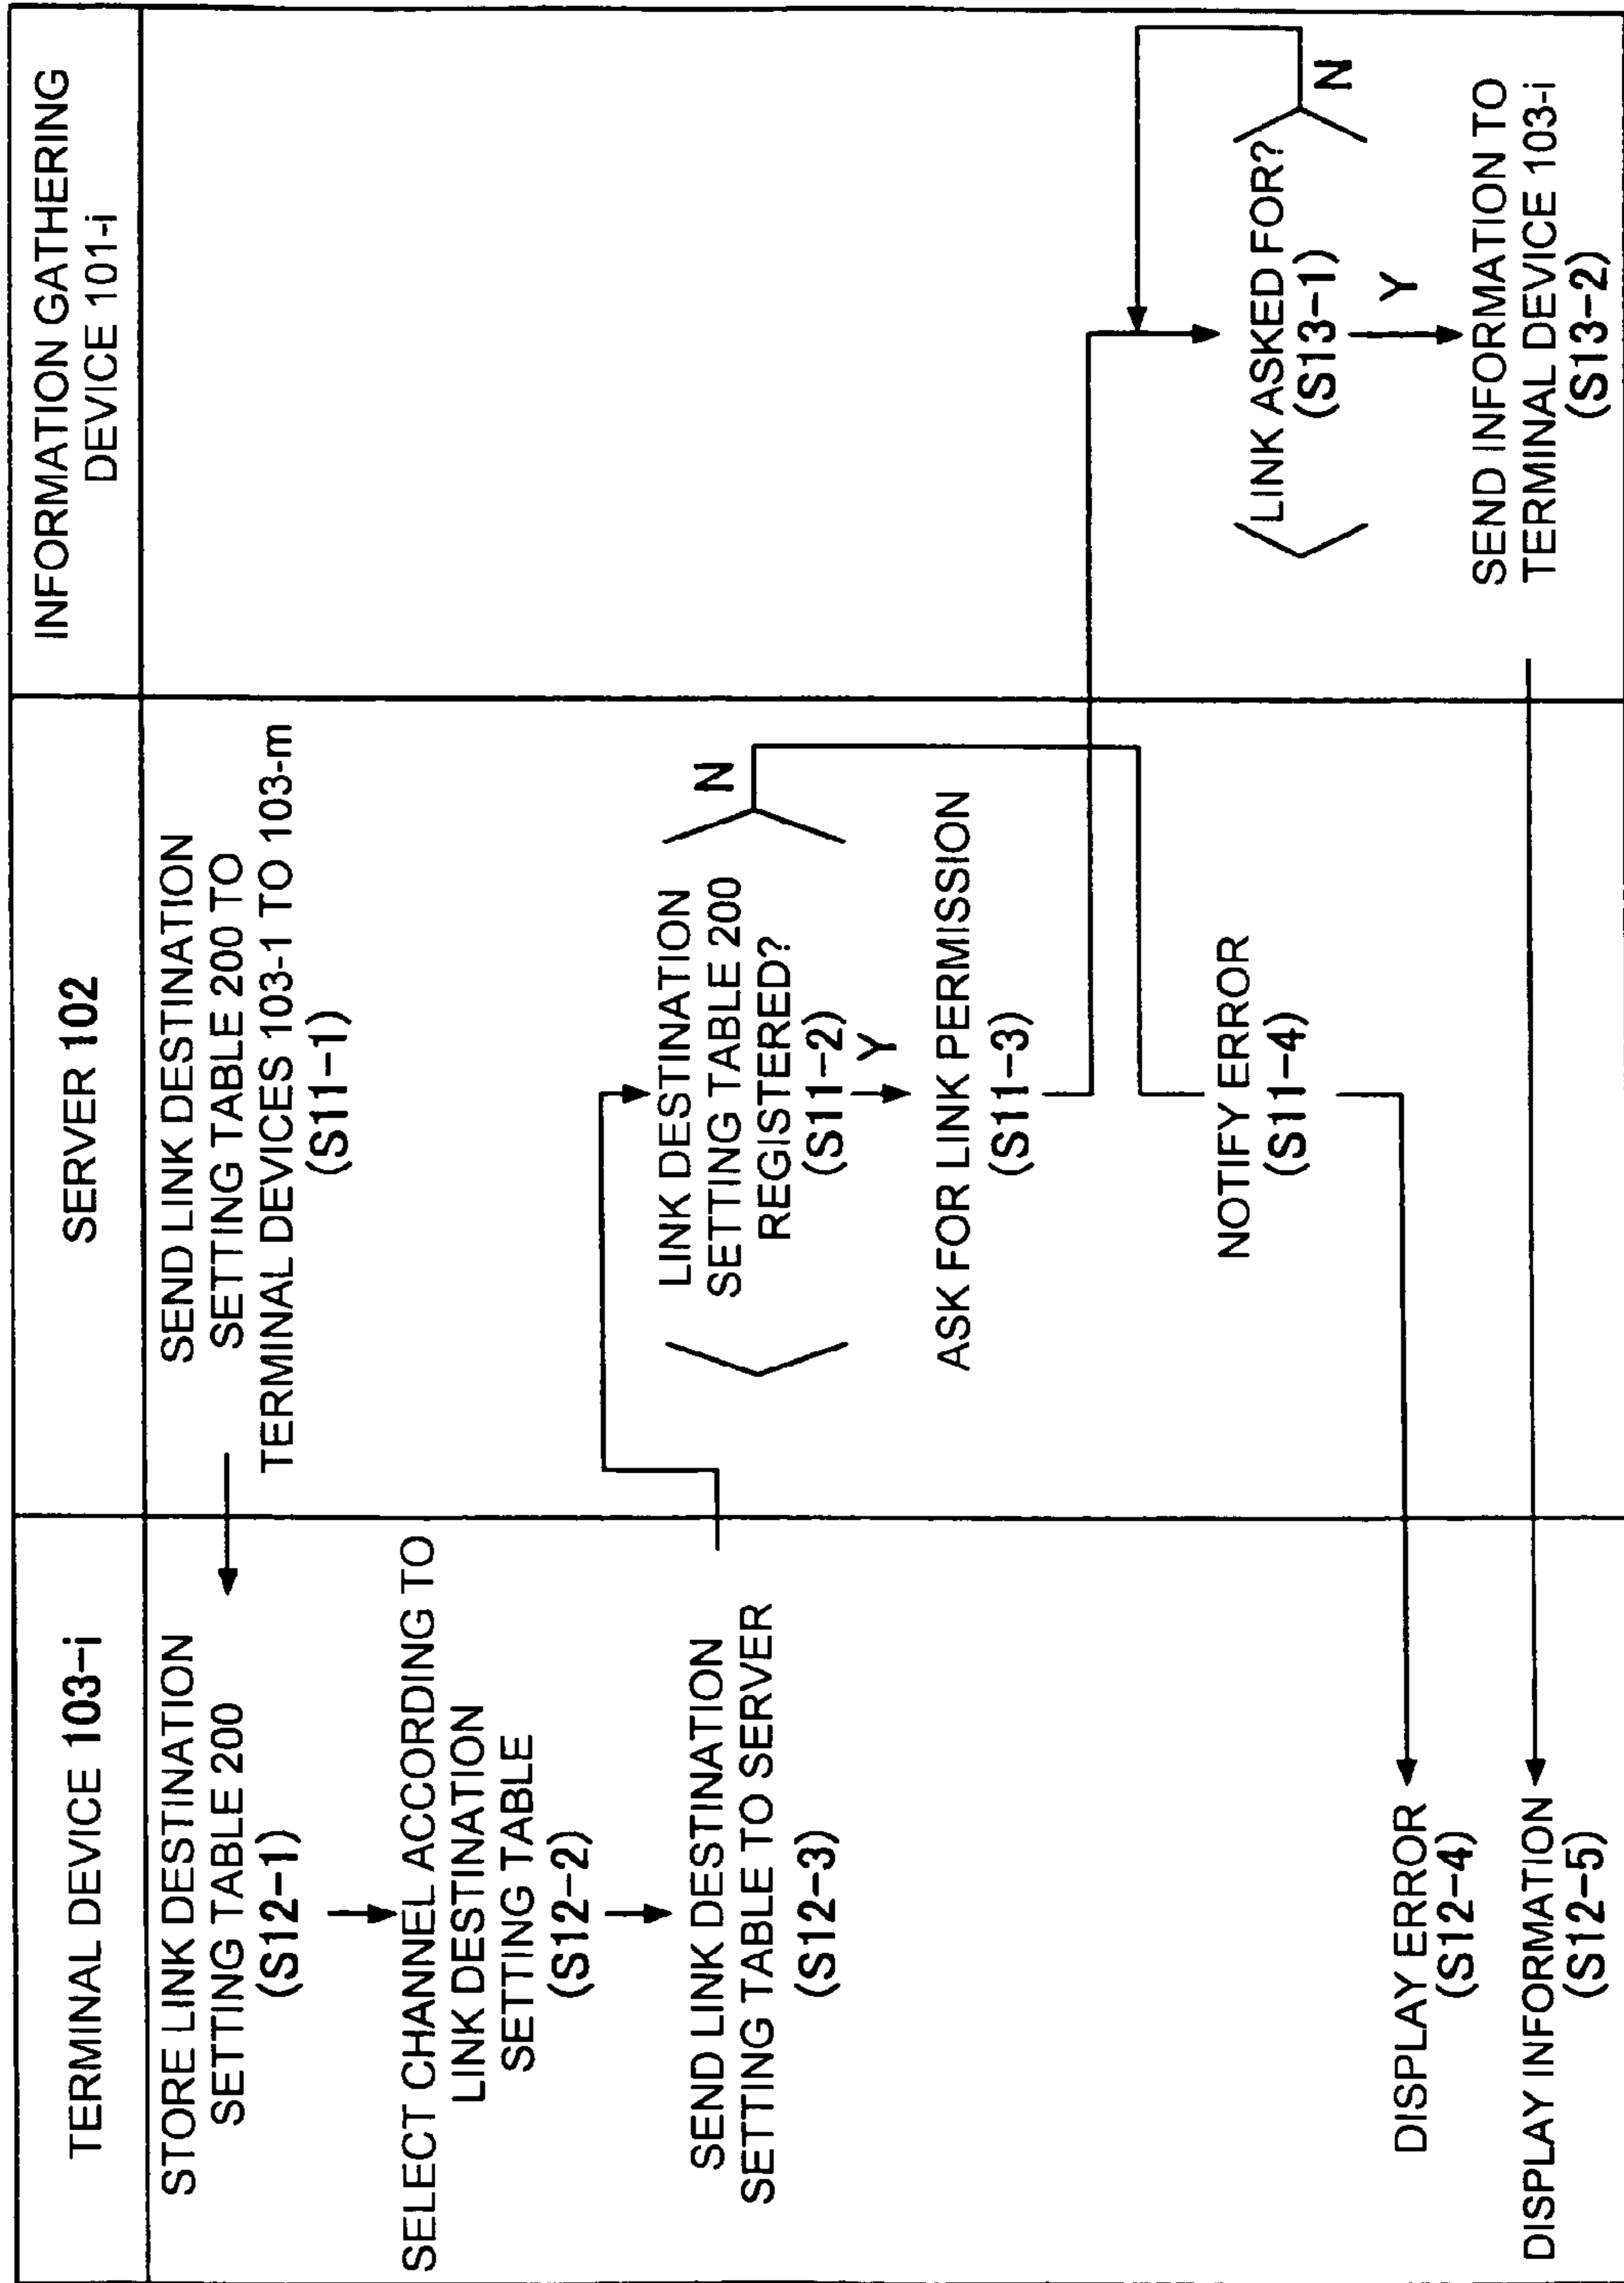 TERMINAL DEVICE 103-i
STORE LINK DESTINATION
SETTING TABLE 200
(S12-1)
SELECT CHANNEL ACCORDING TO
LINK DESTINATION
SETTING TABLE
(S12-2)
SEND LINK DESTINATION
SETTING TABLE TO SERVER
(S12-3)
DISPLAY ERROR
(S12-4)
DISPLAY INFORMATION
(S12-5)
SERVER 102
SEND LINK DESTINATION
SETTING TABLE 200 TO
TERMINAL DEVICES 103-1 TO 103-m
(S11-1)
LINK DESTINATION
SETTING TABLE 200
REGISTERED?
(S11-2)
N
Y
ASK FOR LINK PERMISSION
(S11-3)
NOTIFY ERROR
(S11-4)
INFORMATION GATHERING
DEVICE 101-i
LINK ASKED FOR?
(S13-1)
N
Y
SEND INFORMATION TO
TERMINAL DEVICE 103-i
(S13-2)